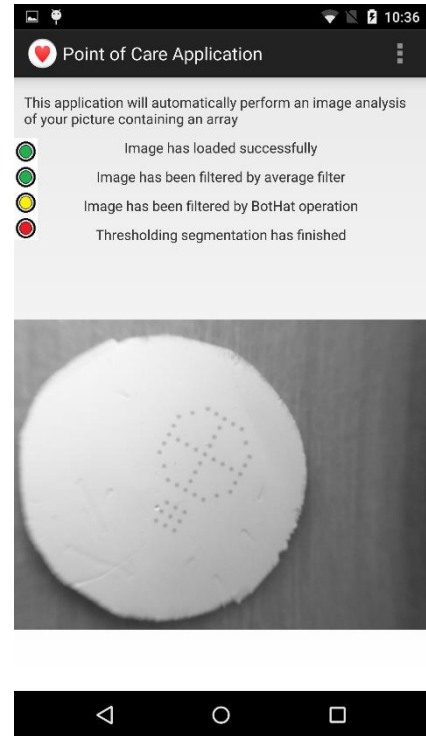 10:36
Point of Care Application
This application will automatically perform an image analysis
of your picture containing an array
Image has loaded successfully
Image has been filtered by average filter
Image has been filtered by BotHat operation
Thresholding segmentation has finished